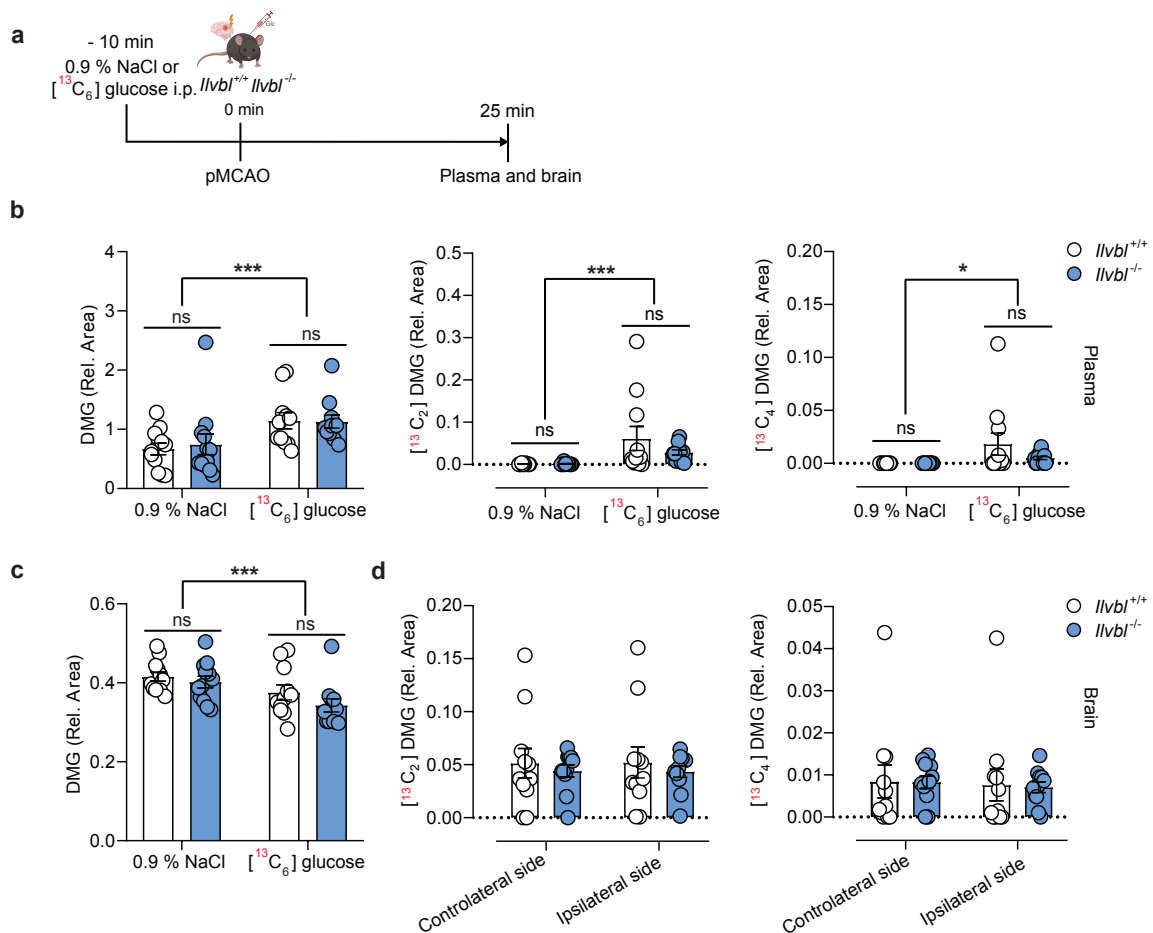 a
- 10 min
0.9 % NaCl or
[13C6] glucose i.p.
Glc
Ilvbl+/+ Ilvbl-/-
0 min
25 min
pMCAO
Plasma and brain
b
DMG (Rel. Area)
4
3
2
1
0
***
ns
ns
0.9 % NaCl
[13C6] glucose
[13C2] DMG (Rel. Area)
0.5
0.4
0.3
0.2
0.1
0.0
***
ns
ns
0.9 % NaCl
[13C6] glucose
[13C4] DMG (Rel. Area)
0.20
0.15
0.10
0.05
0.00
*
ns
ns
0.9 % NaCl
[13C6] glucose
Ilvbl+/+
Ilvbl-/-
Plasma
c
DMG (Rel. Area)
0.6
0.4
0.2
0.0
***
ns
ns
0.9 % NaCl
[13C6] glucose
d
[13C2] DMG (Rel. Area)
0.20
0.15
0.10
0.05
0.00
Controlateral side
Ipsilateral side
[13C4] DMG (Rel. Area)
0.05
0.04
0.03
0.02
0.01
0.00
Controlateral side
Ipsilateral side
Ilvbl+/+
Ilvbl-/-
Brain